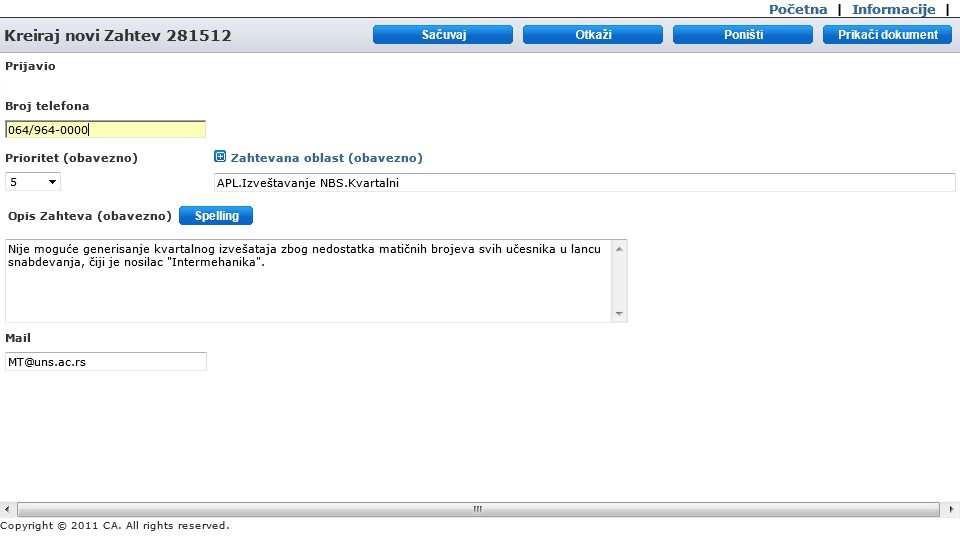 Početna | Informacije |
Kreiraj novi Zahtev 281512 Sačuvaj Otkaži Poništi Prikači dokument
Prijavio
Broj telefona
064/964-0000
Prioritet (obavezno) Zahtevana oblast (obavezno)
5 APL.Izveštavanje NBS.Kvartalni
Opis Zahteva (obavezno) Spelling
Nije moguće generisanje kvartalnog izvešataja zbog nedostatka matičnih brojeva svih učesnika u lancu
snabdevanja, čiji je nosilac "Intermehanika".
Mail
MT@uns.ac.rs
Copyright © 2011 CA. All rights reserved.